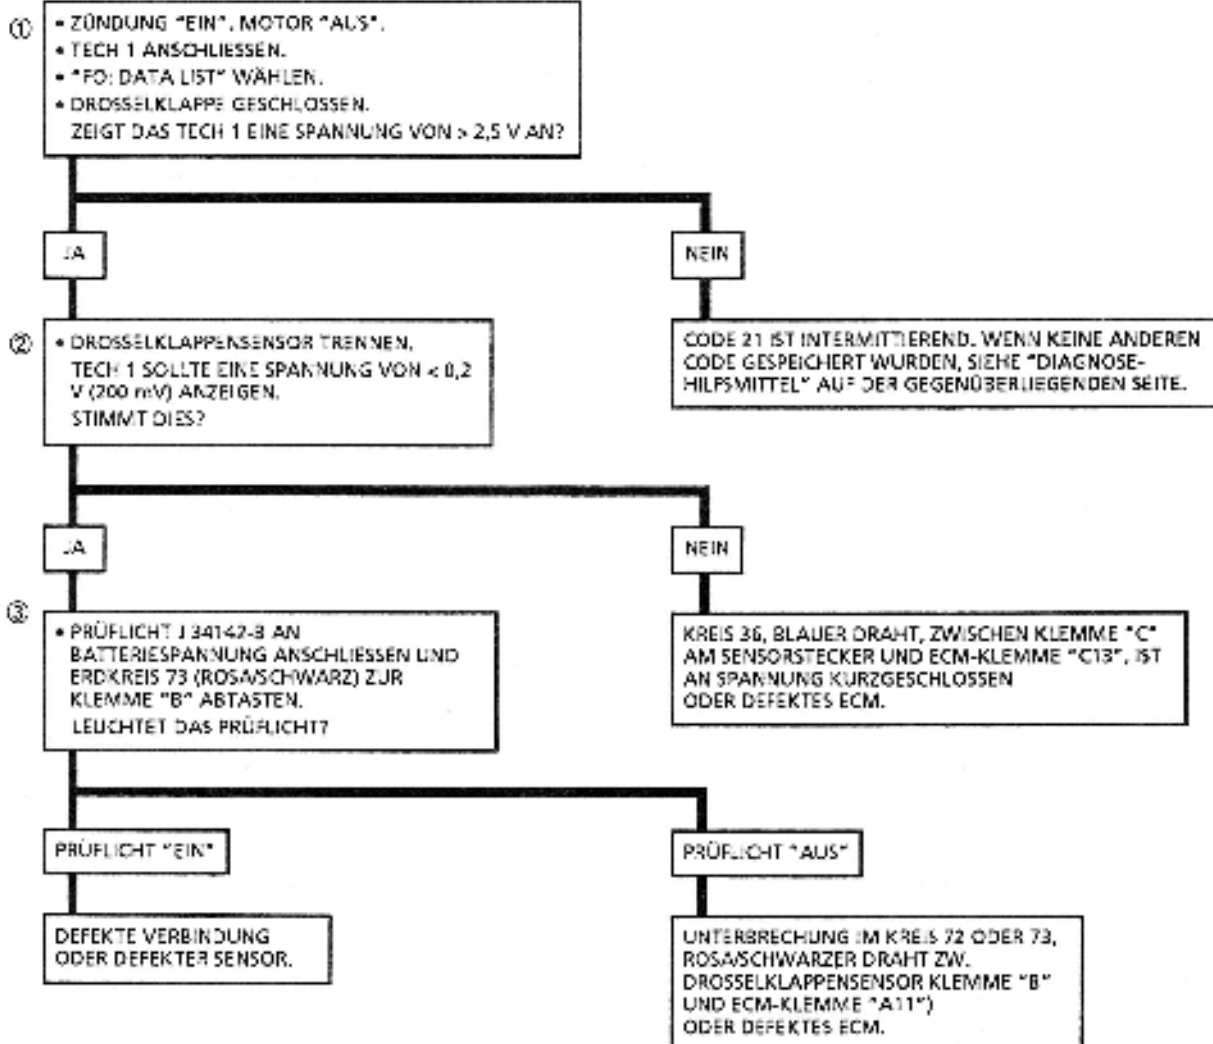 ①
• ZÜNDUNG "EIN", MOTOR "AUS".
• TECH 1 ANSCHLIESSEN.
• "FO: DATA LIST" WÄHLEN.
• DROSSELKLAPPE GESCHLOSSEN.
ZEIGT DAS TECH 1 EINE SPANNUNG VON > 2,5 V AN?
JA
NEIN
②
• DROSSELKLAPPENSENSOR TRENNEN,
TECH 1 SOLLTE EINE SPANNUNG VON < 0,2
V (200 mV) ANZEIGEN.
STIMMT DIES?
CODE 21 IST INTERMITTIEREND. WENN KEINE ANDEREN
CODE GESPEICHERT WURDEN, SIEHE "DIAGNOSE-
HILFSMITTEL" AUF DER GEGENÜBERLIEGENDEN SEITE.
JA
NEIN
③
• PRÜFLICHT J 34142-B AN
BATTERIESPANNUNG ANSCHLIESSEN UND
ERDKREIS 73 (ROSA/SCHWARZ) ZUR
KLEMME "B" ABTASTEN.
LEUCHTET DAS PRÜFLICHT?
KREIS 36, BLAUER DRAHT, ZWISCHEN KLEMME "C"
AM SENSORSTECKER UND ECM-KLEMME "C13", IST
AN SPANNUNG KURZGESCHLOSSEN
ODER DEFEKTES ECM.
PRÜFLICHT "EIN"
PRÜFLICHT "AUS"
DEFEKTE VERBINDUNG
ODER DEFEKTER SENSOR.
UNTERBRECHUNG IM KREIS 72 ODER 73,
ROSA/SCHWARZER DRAHT ZW.
DROSSELKLAPPENSENSOR KLEMME "B"
UND ECM-KLEMME "A11")
ODER DEFEKTES ECM.